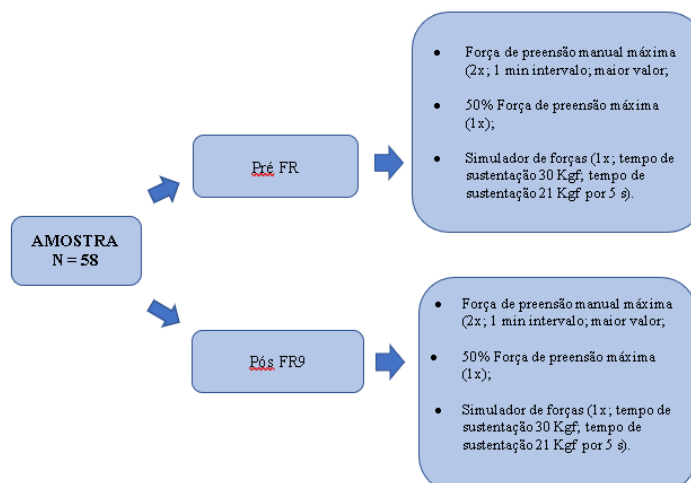 Força de preensão manual máxima
(2x; 1 min intervalo; maior valor;
50% Força de preensão máxima
(1x);
Simulador de forças (1x; tempo de
sustentação 30 Kgf; tempo de
sustentação 21 Kgf por 5 s).
Pré FR
AMOSTRA
N = 58
Pós FR9
Força de preensão manual máxima
(2x; 1 min intervalo; maior valor;
50% Força de preensão máxima
(1x);
Simulador de forças (1x; tempo de
sustentação 30 Kgf; tempo de
sustentação 21 Kgf por 5 s).